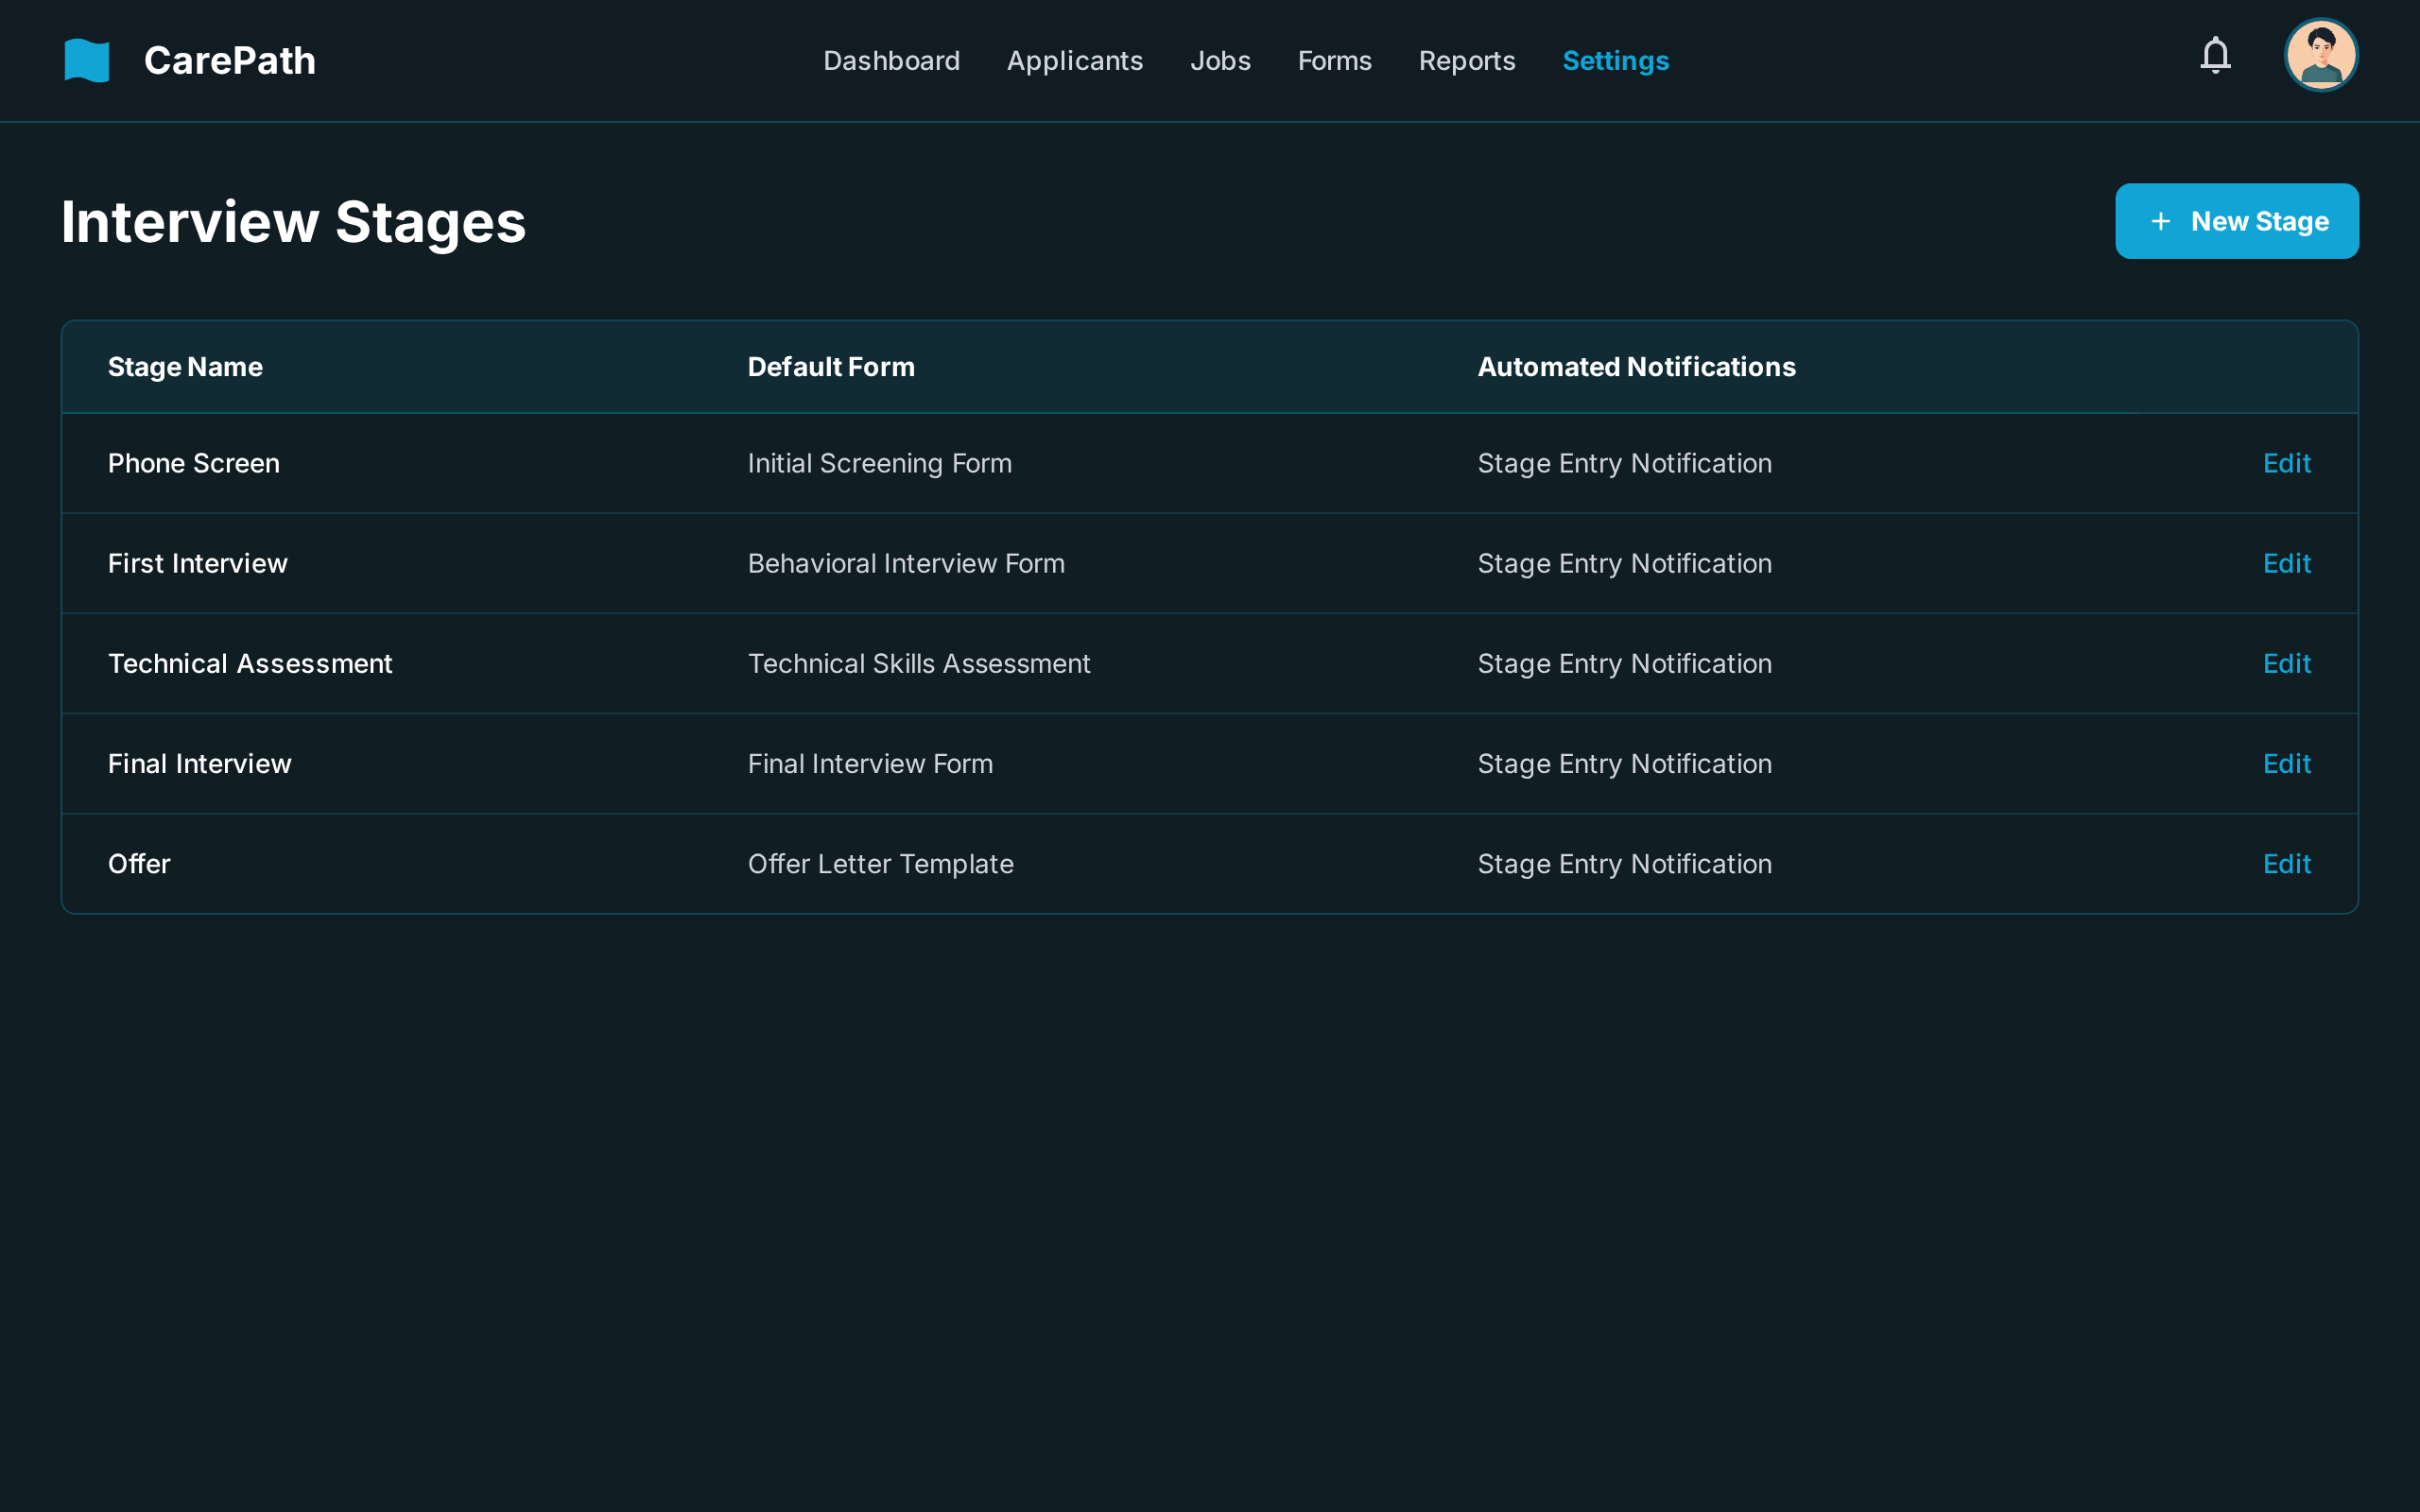 CarePath
Dashboard Applicants Jobs Forms Reports Settings
Interview Stages
+ New Stage
Stage Name Default Form Automated Notifications
Phone Screen Initial Screening Form Stage Entry Notification Edit
First Interview Behavioral Interview Form Stage Entry Notification Edit
Technical Assessment Technical Skills Assessment Stage Entry Notification Edit
Final Interview Final Interview Form Stage Entry Notification Edit
Offer Offer Letter Template Stage Entry Notification Edit